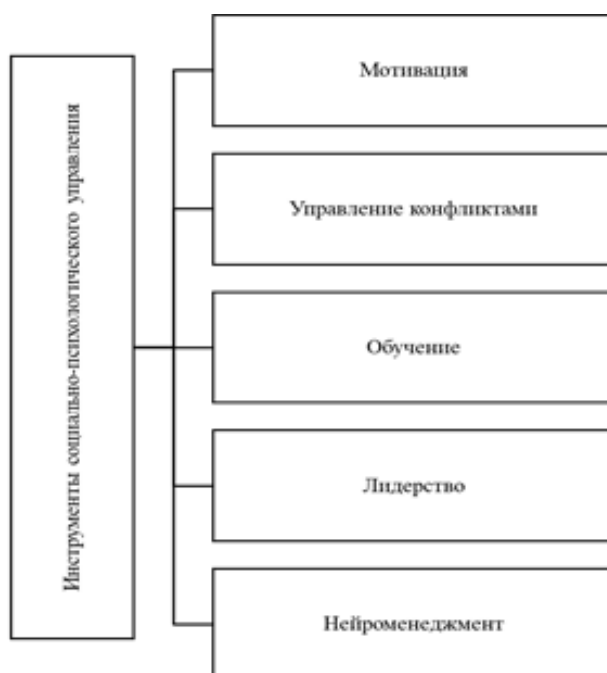 Инструменты социально-психологического управления
Мотивация
Управление конфликтами
Обучение
Лидерство
Нейроменеджмент